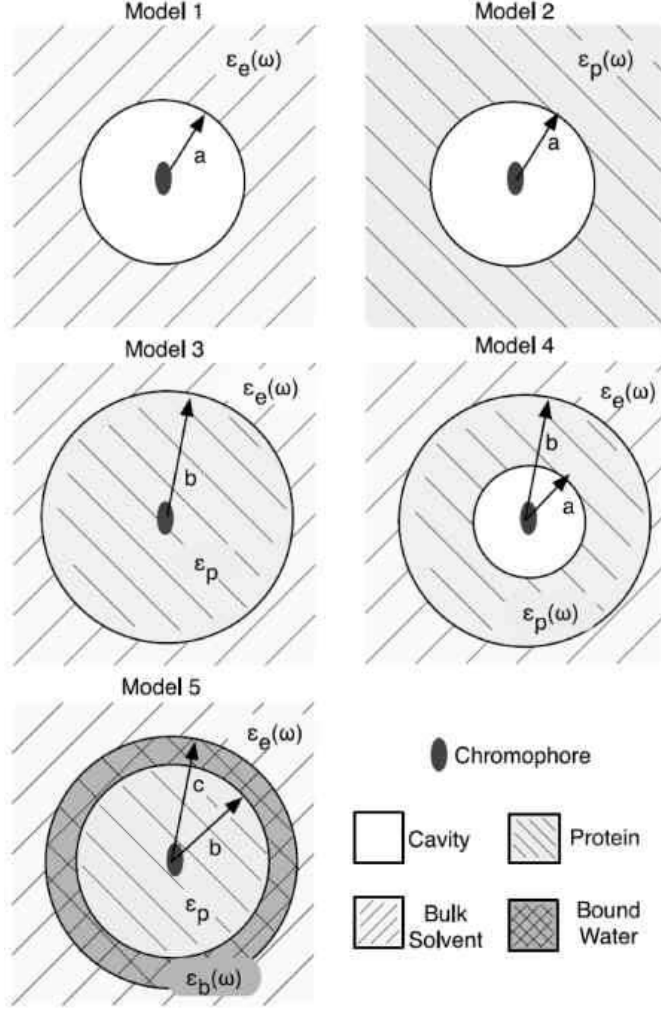 Model 1
Model 2
εe(ω)
εp(ω)
a
a
Model 3
Model 4
εe(ω)
εe(ω)
b
b
a
εp
εp(ω)
Model 5
εe(ω)
c
b
εp
εb(ω)
Chromophore
Cavity
Protein
Bulk
Solvent
Bound
Water